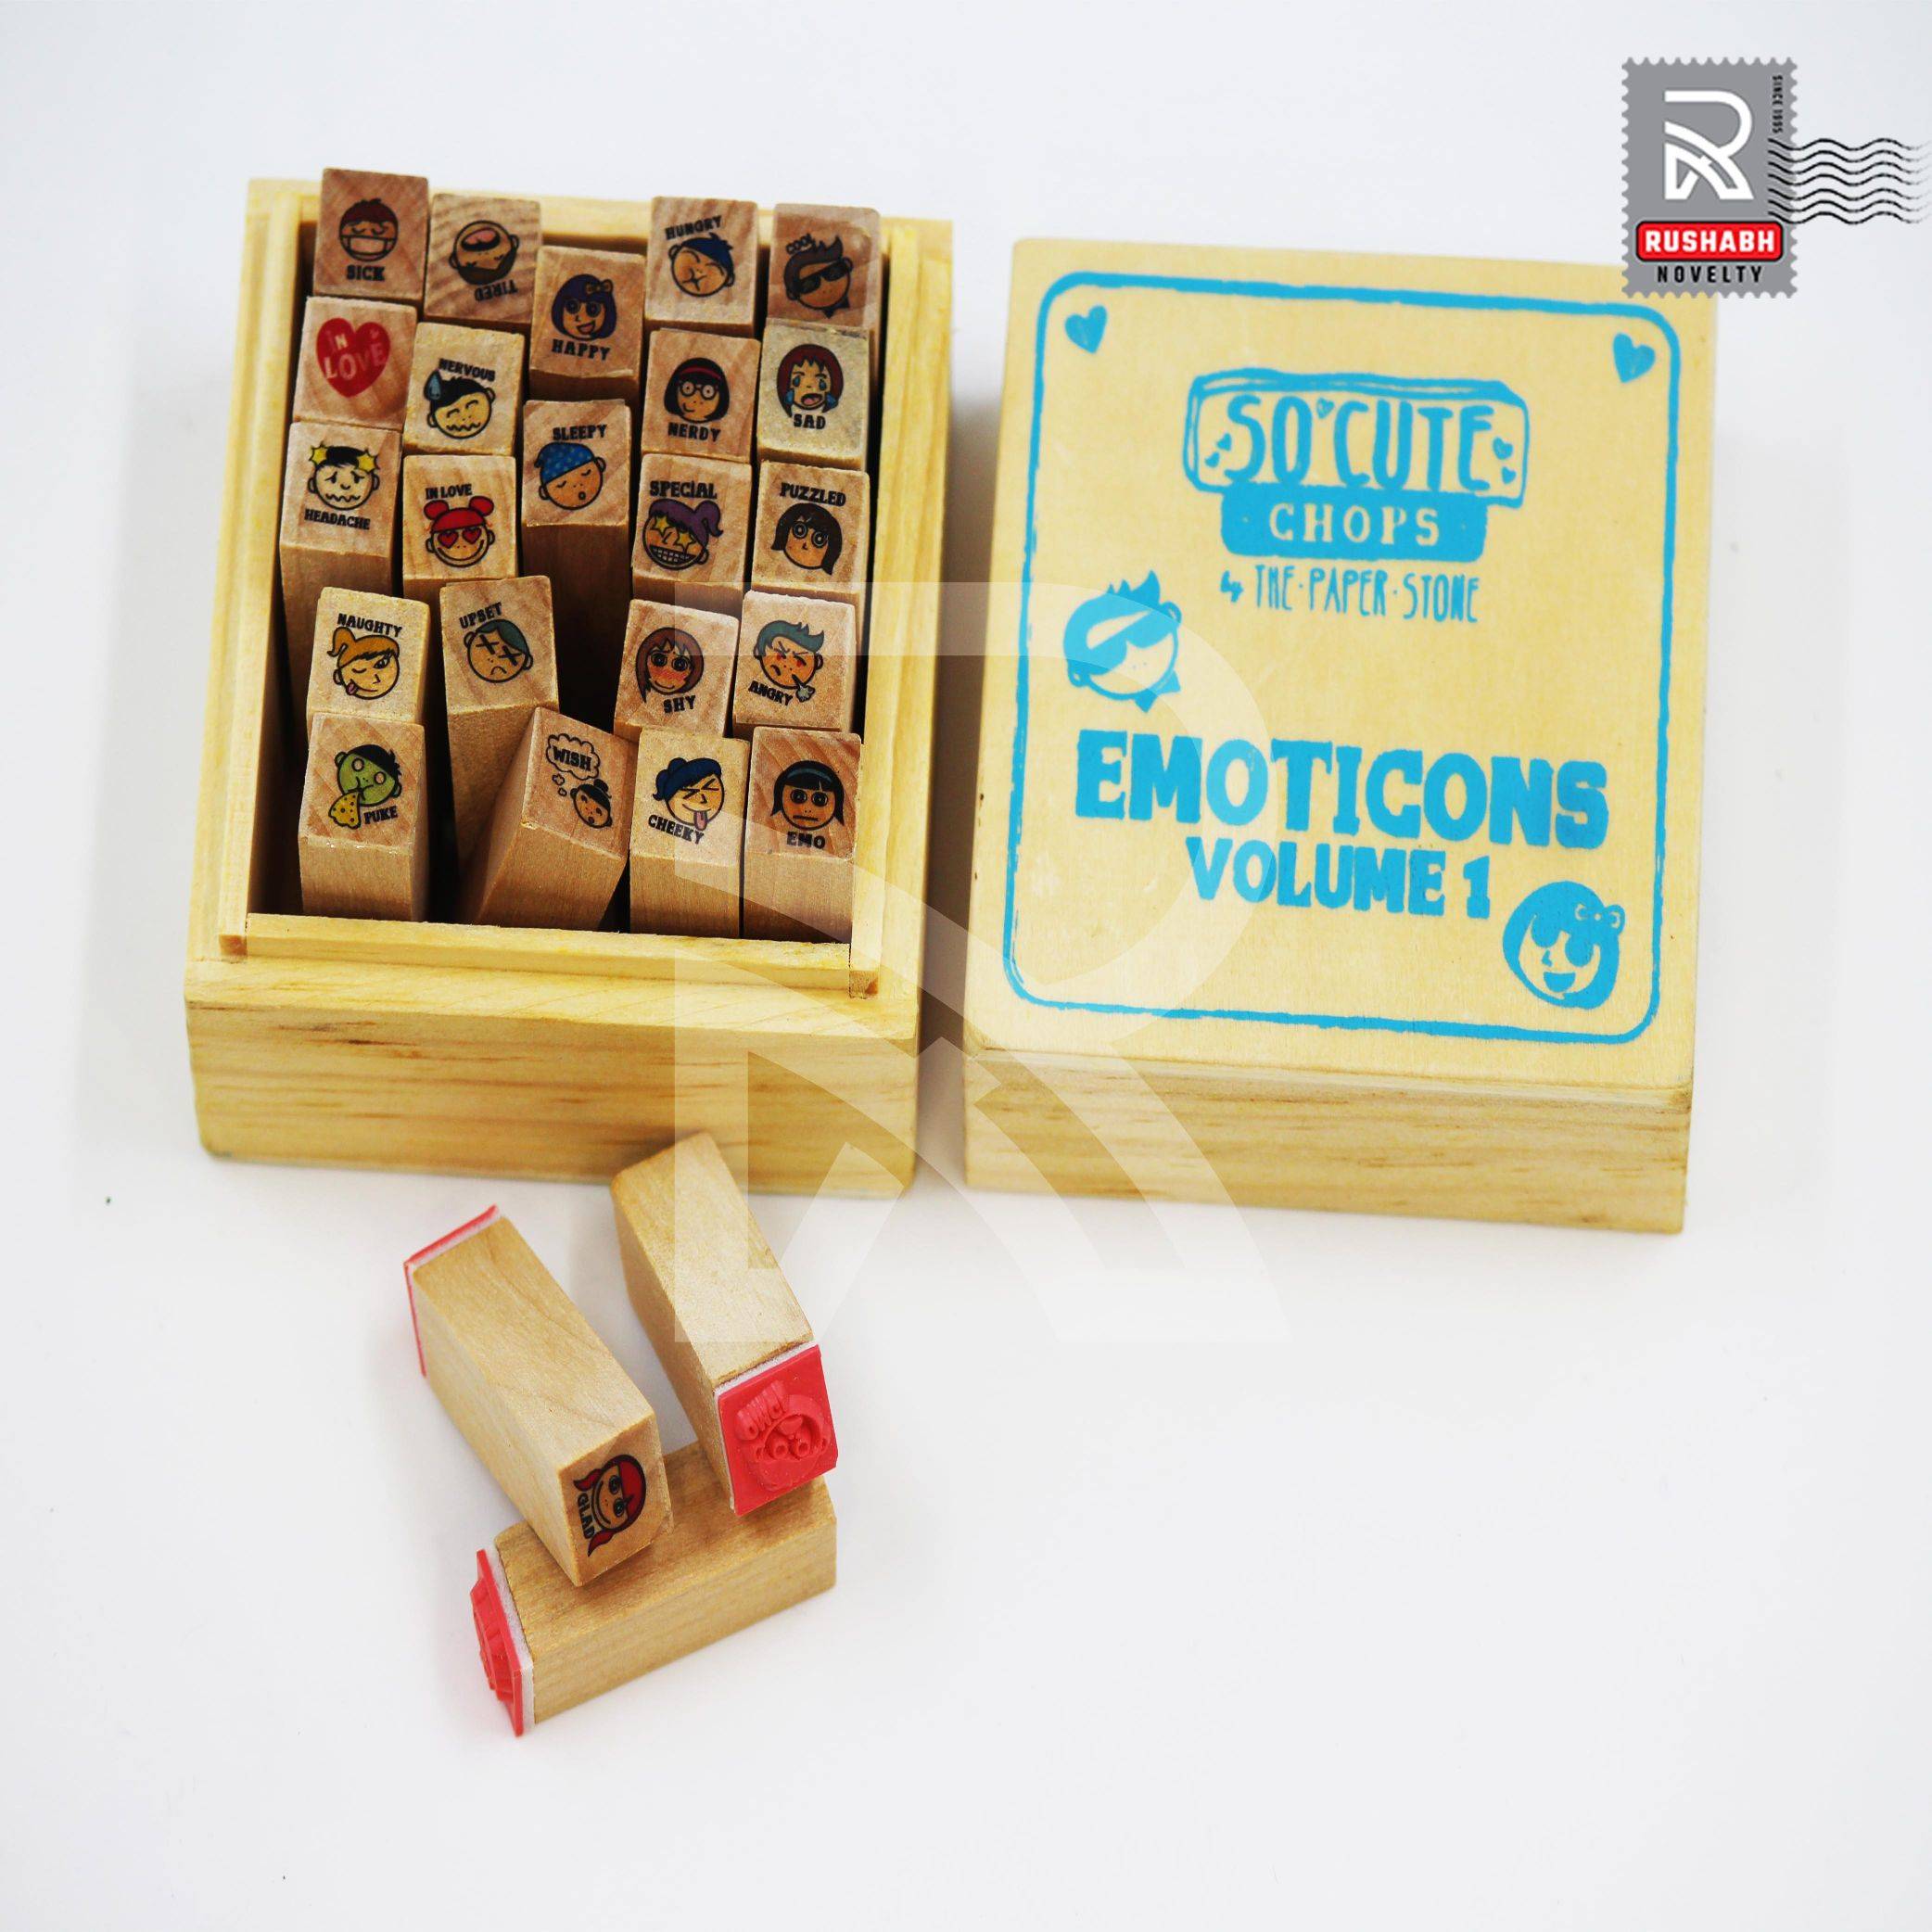 SINCE 1995
RUSHABH
NOVELTY
SICK
TIRED
HAPPY
HUNGRY
COOL
IN
LOVE
NERVOUS
NERDY
SAD
HEADACHE
IN LOVE
SLEEPY
SPECIAL
PUZZLED
NAUGHTY
UPSET
SHY
ANGRY
PUKE
WISH
CHEEKY
EMO
SO CUTE
CHOPS
by THE·PAPER·STONE
EMOTICONS
VOLUME 1
GLAD